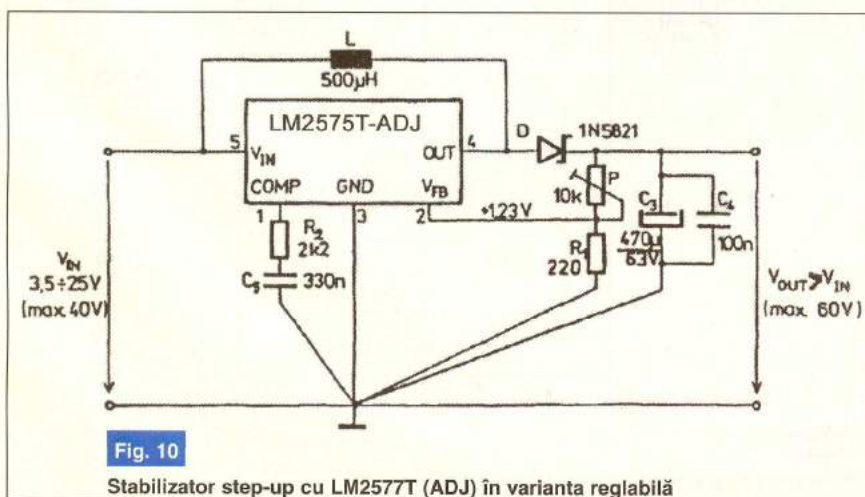 L
500µH
LM2575T-ADJ
5
VIN
OUT
4
COMP
GND
VFB
1
3
2
D
1N5821
P
10k
+1,23V
R2
2k2
C5
330n
R1
220
C3
470µ
63V
C4
100n
VIN
3,5÷25V
(max. 40V)
VOUT⩾VIN
(max. 60V)
Fig. 10
Stabilizator step-up cu LM2577T (ADJ) în varianta reglabilă